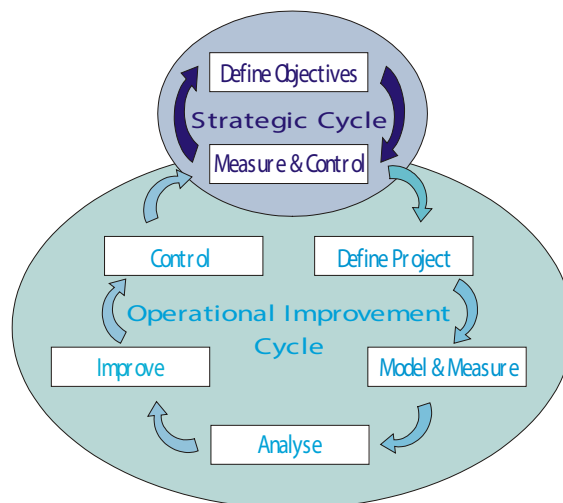 Define Objectives
Strategic Cycle
Measure & Control
Control
Define Project
Operational Improvement
Cycle
Improve
Model & Measure
Analyse